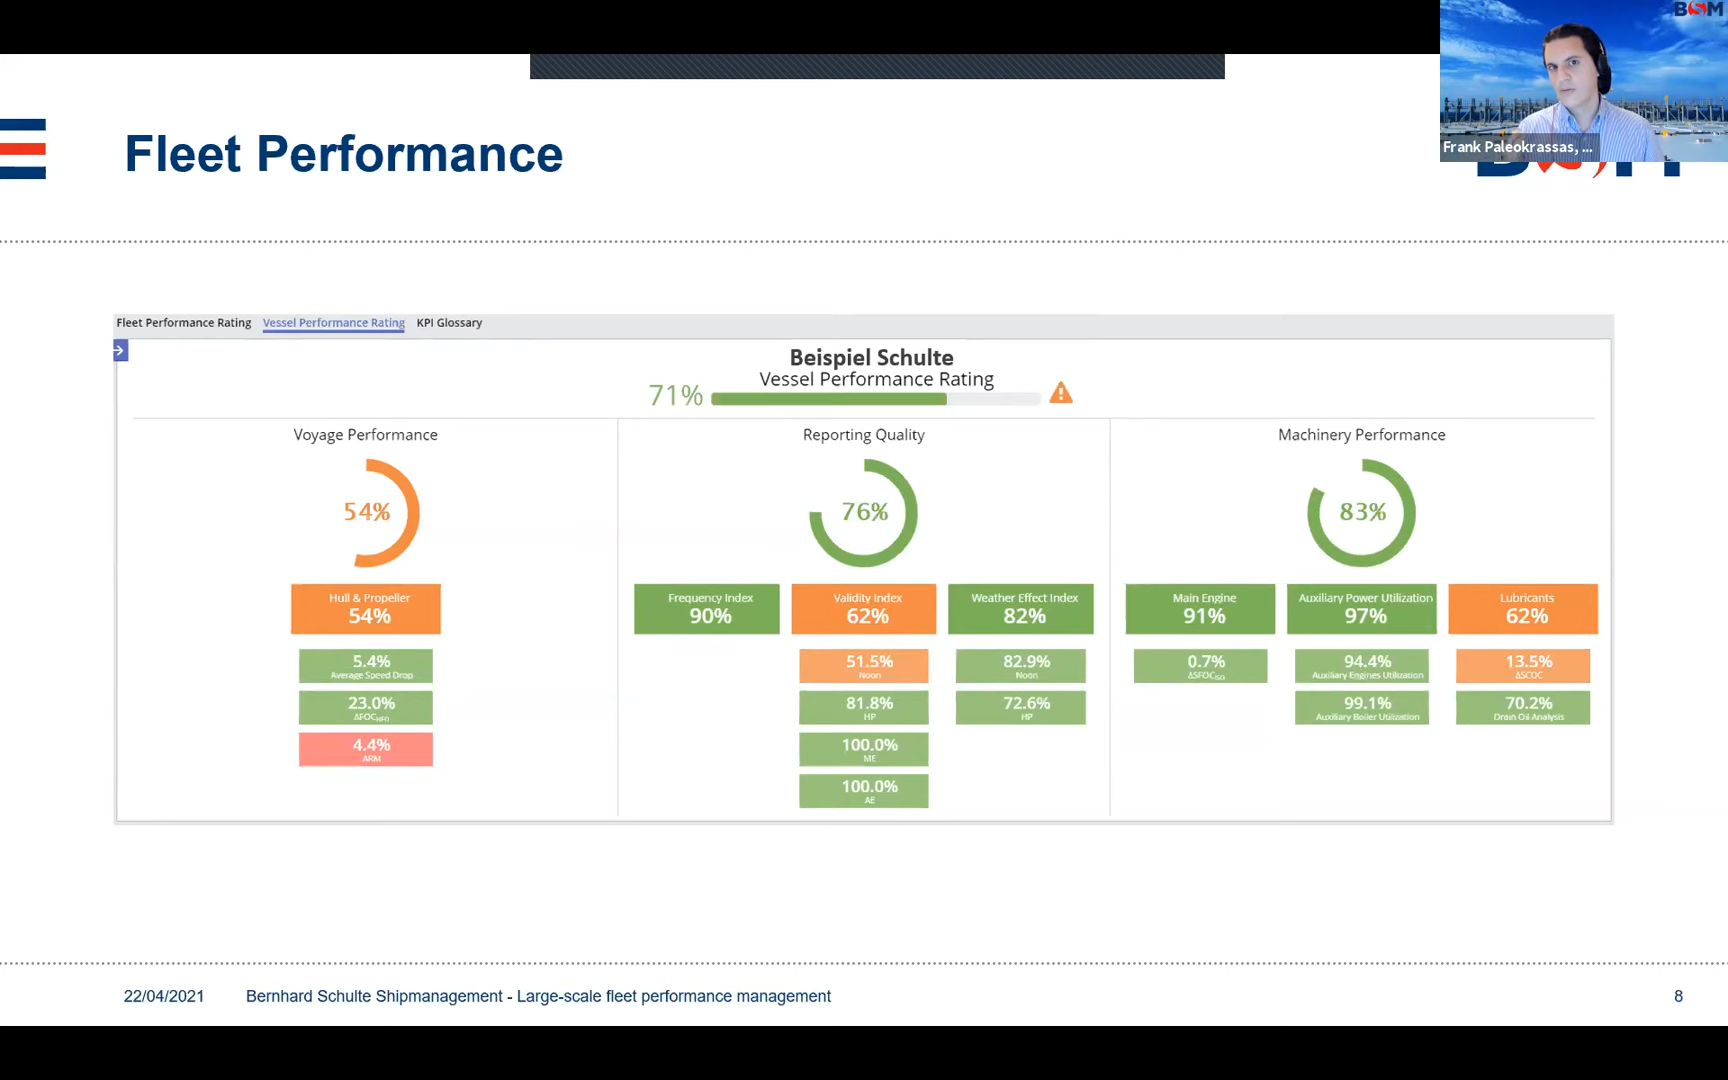 BSM
Frank Paleokrassas, ...
Fleet Performance
Fleet Performance Rating
Vessel Performance Rating
KPI Glossary
Beispiel Schulte
Vessel Performance Rating
71%
Voyage Performance
54%
Hull & Propeller
54%
5.4%
Average Speed Drop
23.0%
ΔFOCHFO
4.4%
ARM
Reporting Quality
76%
Frequency Index
90%
Validity Index
62%
51.5%
Noon
81.8%
HP
100.0%
ME
100.0%
AE
Weather Effect Index
82%
82.9%
Noon
72.6%
HP
Machinery Performance
83%
Main Engine
91%
0.7%
ΔSFOCISO
Auxiliary Power Utilization
97%
94.4%
Auxiliary Engines Utilization
99.1%
Auxiliary Boiler Utilization
Lubricants
62%
13.5%
ΔSCOC
70.2%
Drain Oil Analysis
22/04/2021
Bernhard Schulte Shipmanagement - Large-scale fleet performance management
8